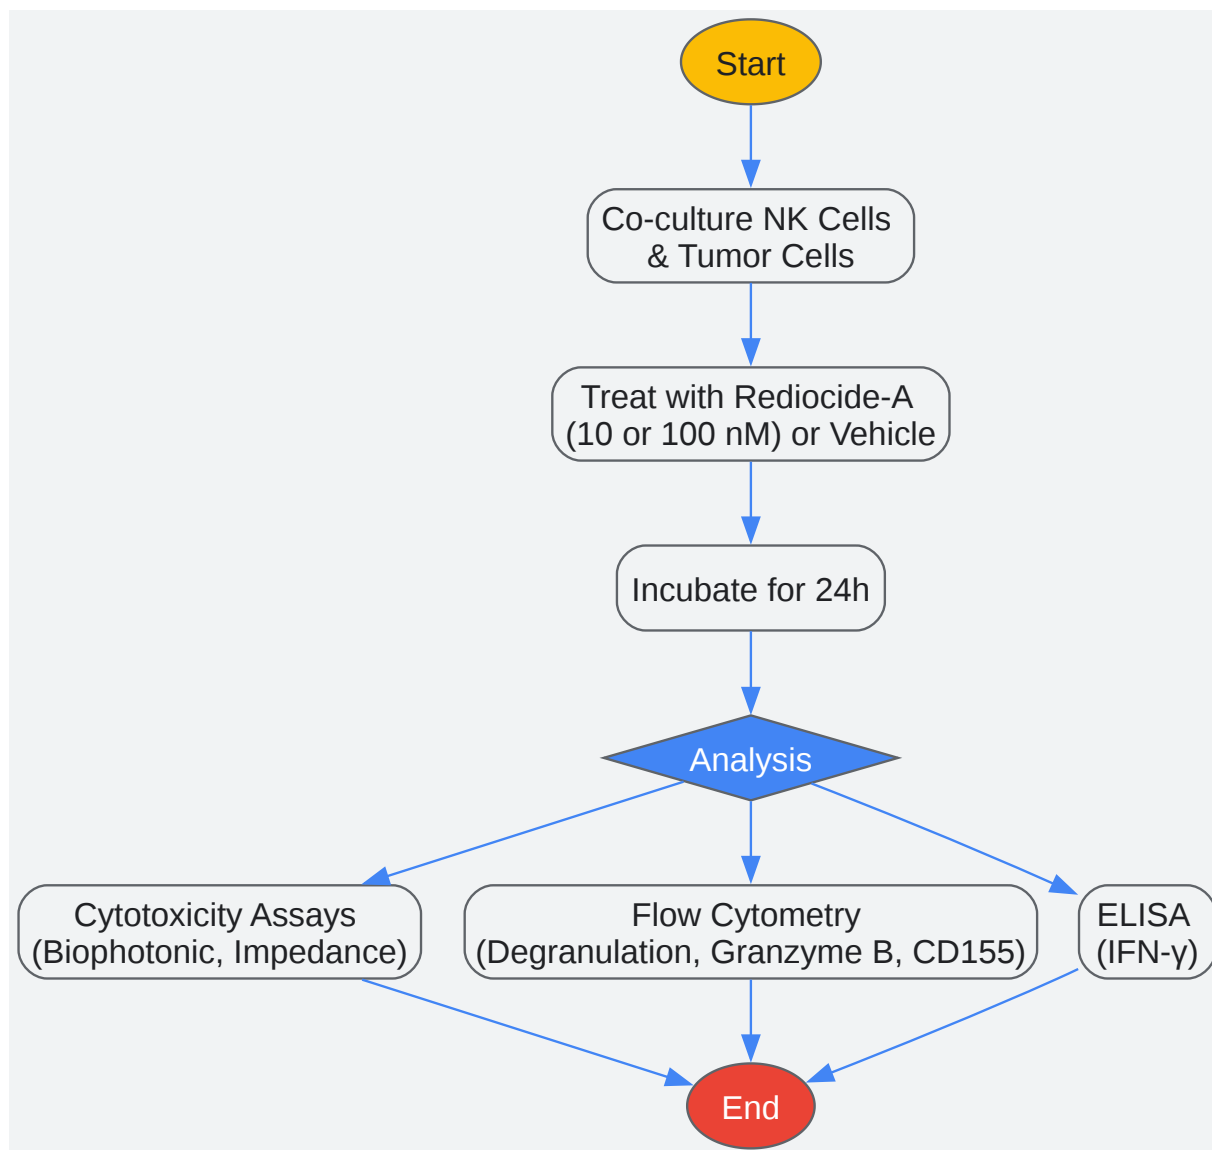 Start
Co-culture NK Cells
& Tumor Cells
Treat with Rediocide-A
(10 or 100 nM) or Vehicle
Incubate for 24h
Analysis
Cytotoxicity Assays
(Biophotonic, Impedance)
Flow Cytometry
(Degranulation, Granzyme B, CD155)
ELISA
(IFN-γ)
End